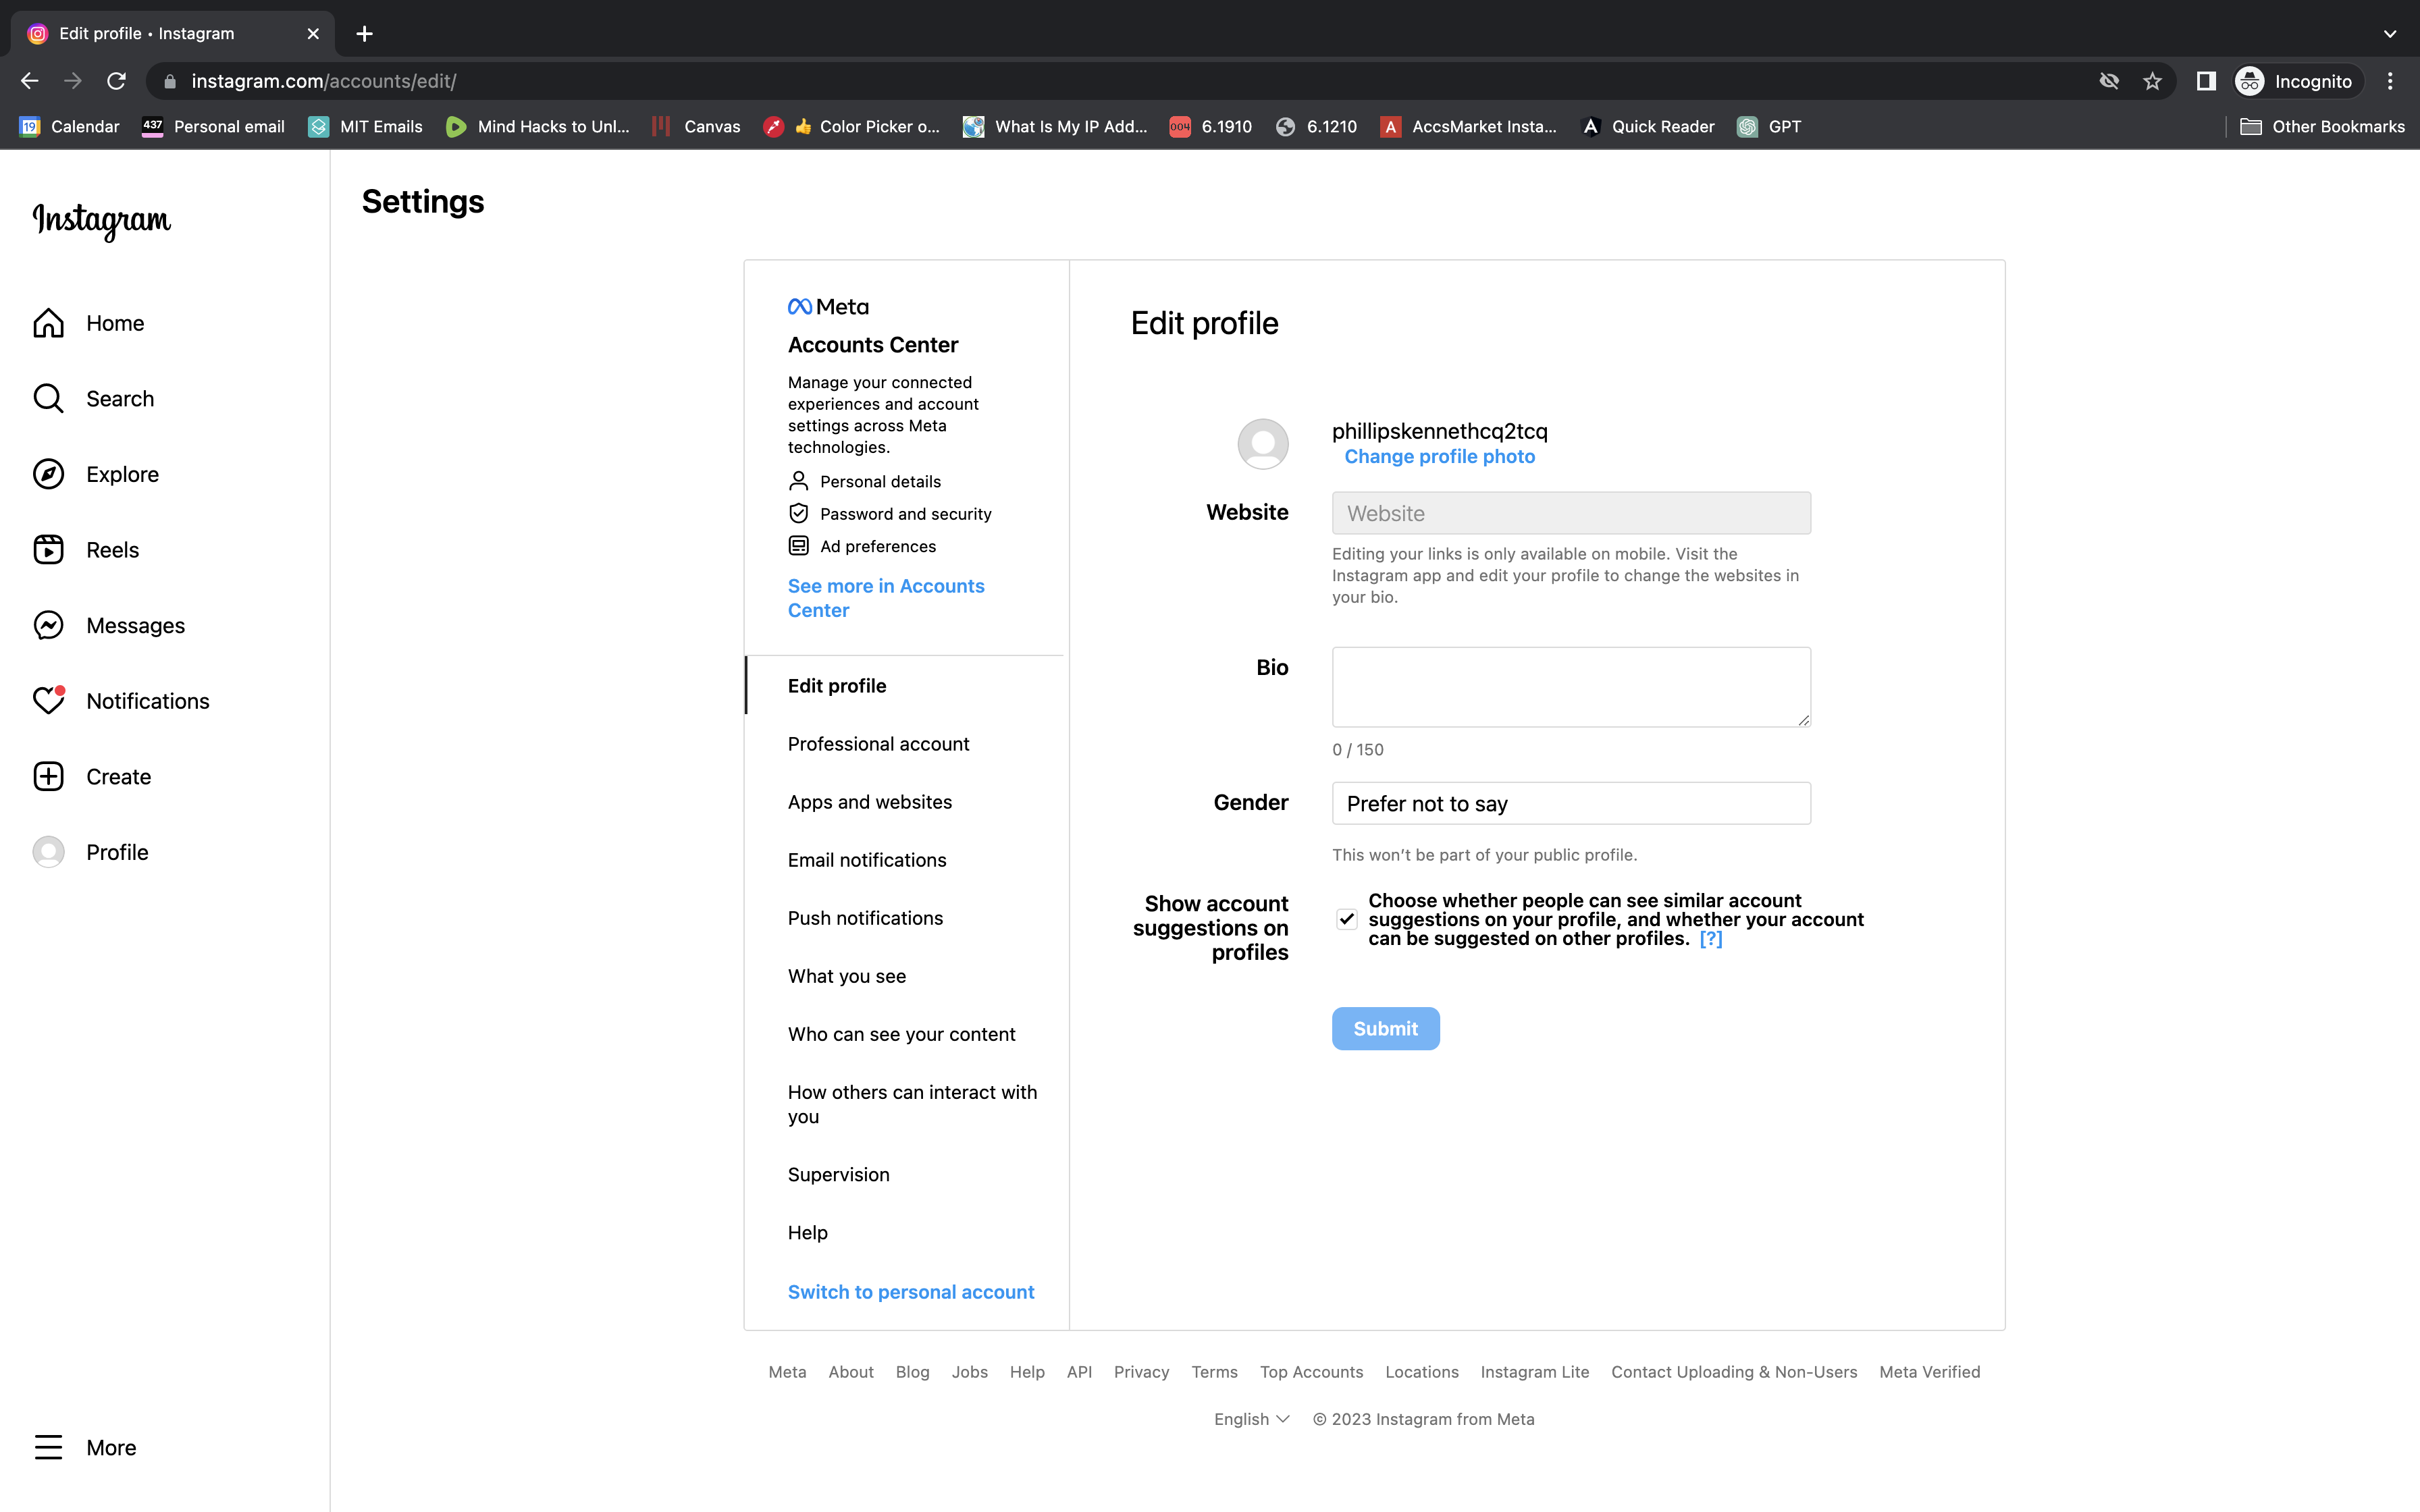 Edit profile • Instagram
instagram.com/accounts/edit/
Incognito
19 Calendar
437 Personal email
MIT Emails
Mind Hacks to Unl...
Canvas
👍 Color Picker o...
What Is My IP Add...
004 6.1910
6.1210
A AccsMarket Insta...
Quick Reader
GPT
Other Bookmarks
Instagram
Home
Search
Explore
Reels
Messages
Notifications
Create
Profile
More
Settings
Meta
Accounts Center
Manage your connected
experiences and account
settings across Meta
technologies.
Personal details
Password and security
Ad preferences
See more in Accounts
Center
Edit profile
Professional account
Apps and websites
Email notifications
Push notifications
What you see
Who can see your content
How others can interact with
you
Supervision
Help
Switch to personal account
Edit profile
phillipskennethcq2tcq
Change profile photo
Website
Website
Editing your links is only available on mobile. Visit the
Instagram app and edit your profile to change the websites in
your bio.
Bio
0 / 150
Gender
Prefer not to say
This won’t be part of your public profile.
Show account
suggestions on
profiles
Choose whether people can see similar account
suggestions on your profile, and whether your account
can be suggested on other profiles. [?]
Submit
Meta About Blog Jobs Help API Privacy Terms Top Accounts Locations Instagram Lite Contact Uploading & Non-Users Meta Verified
English © 2023 Instagram from Meta